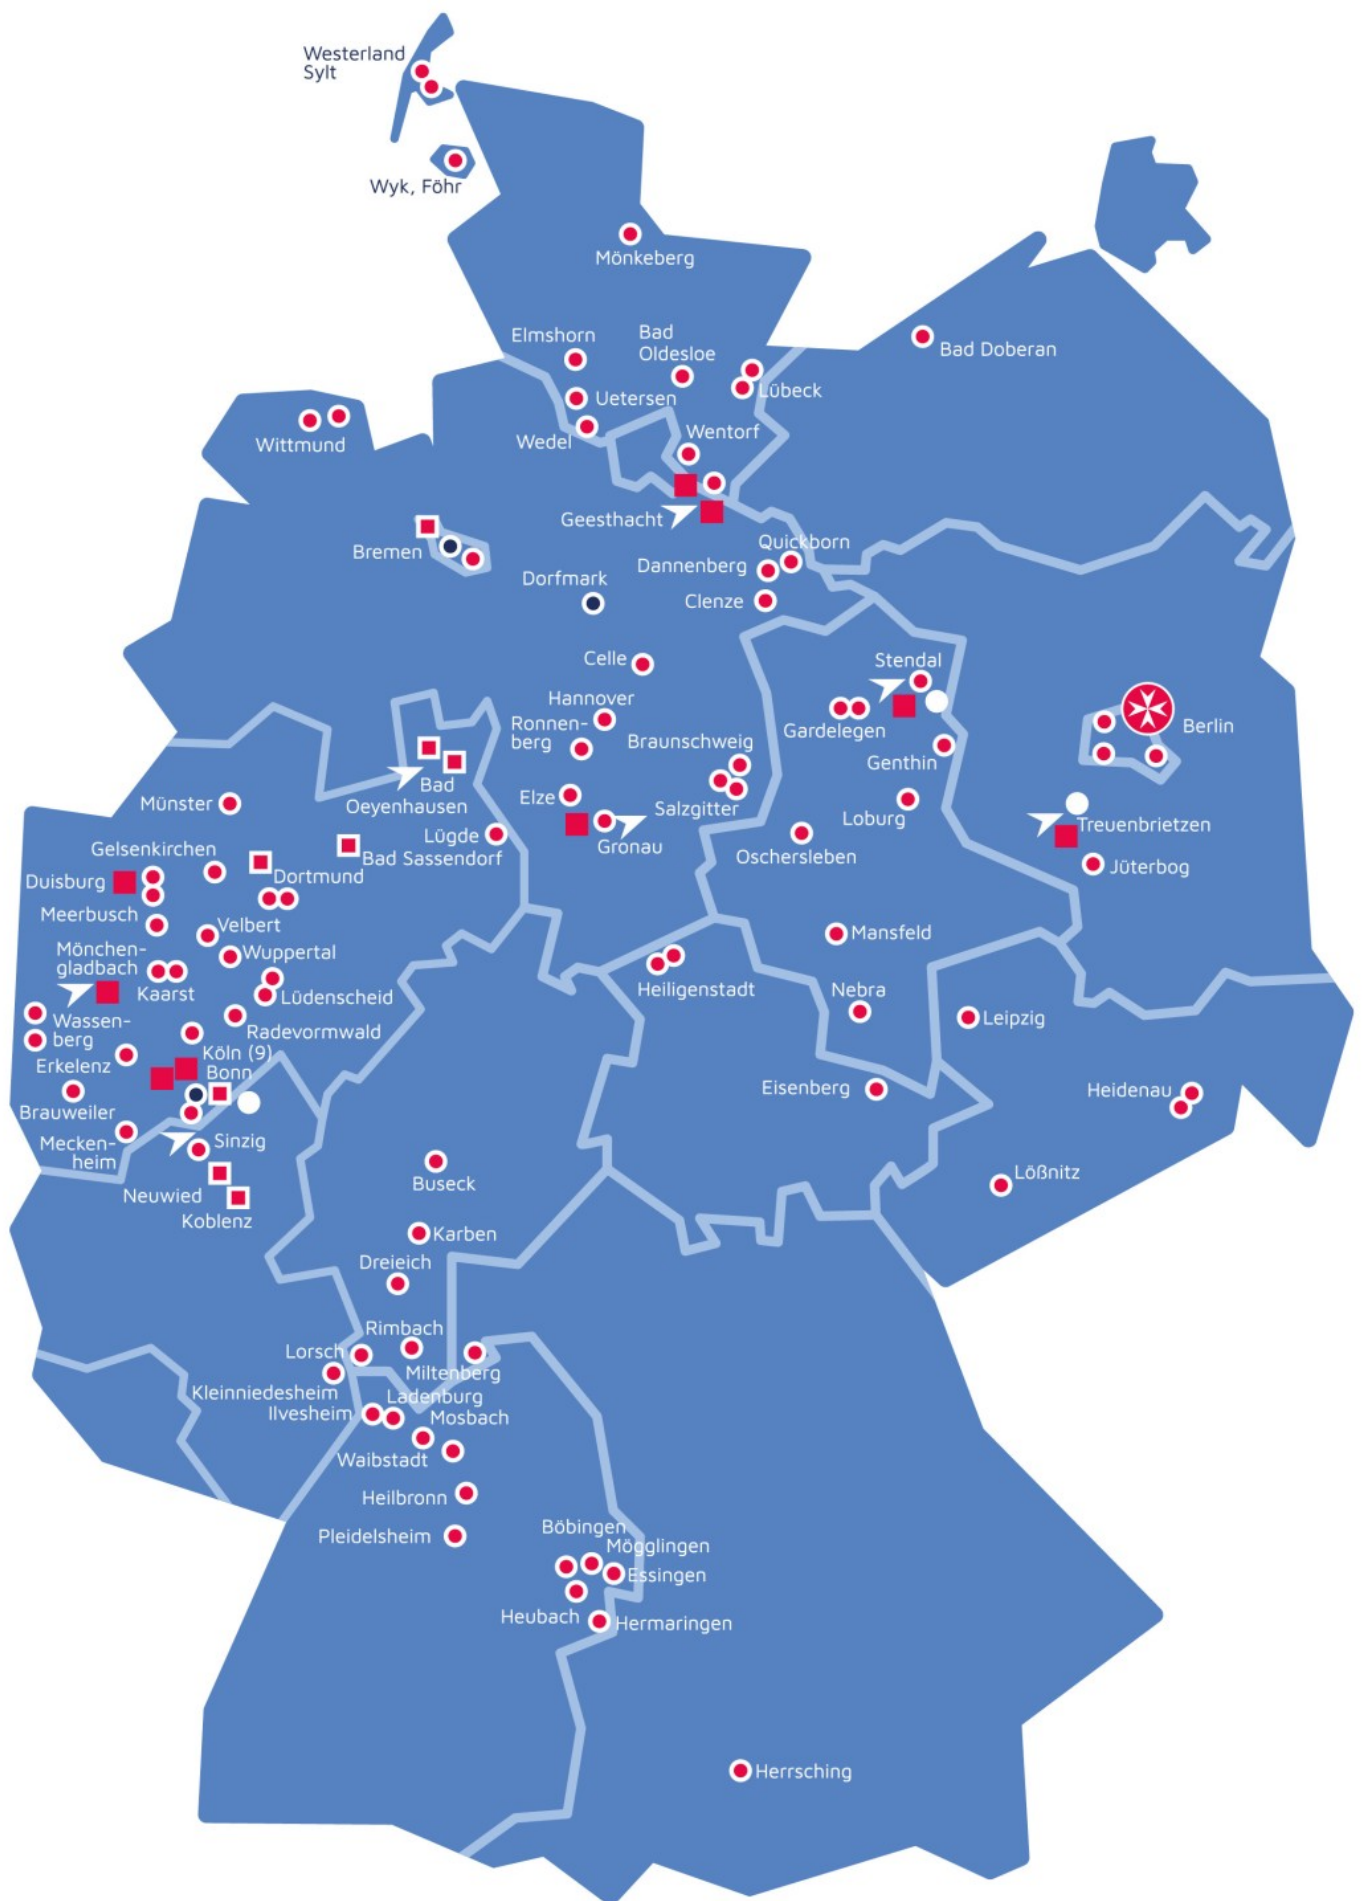 Westerland
Sylt
Wyk, Föhr
Mönkeberg
Elmshorn
Bad
Oldesloe
Bad Doberan
Lübeck
Uetersen
Wedel
Wentorf
Wittmund
Geesthacht
Quickborn
Bremen
Dannenberg
Dorfmark
Clenze
Celle
Stendal
Hannover
Ronnen-
berg
Braunschweig
Gardelegen
Berlin
Genthin
Bad
Oeyenhausen
Elze
Salzgitter
Münster
Loburg
Treuenbrietzen
Lügde
Gronau
Gelsenkirchen
Bad Sassendorf
Oschersleben
Jüterbog
Duisburg
Dortmund
Meerbusch
Velbert
Mansfeld
Mönchen-
gladbach
Wuppertal
Kaarst
Lüdenscheid
Heiligenstadt
Nebra
Wassen-
berg
Radevormwald
Leipzig
Erkelenz
Köln (9)
Bonn
Eisenberg
Heidenau
Brauweiler
Mecken-
heim
Sinzig
Neuwied
Koblenz
Buseck
Lößnitz
Karben
Dreieich
Rimbach
Lorsch
Miltenberg
Kleinniedesheim
Ladenburg
Ilvesheim
Mosbach
Waibstadt
Heilbronn
Pleidelsheim
Böbingen
Mögglingen
Essingen
Heubach
Hermaringen
Herrsching